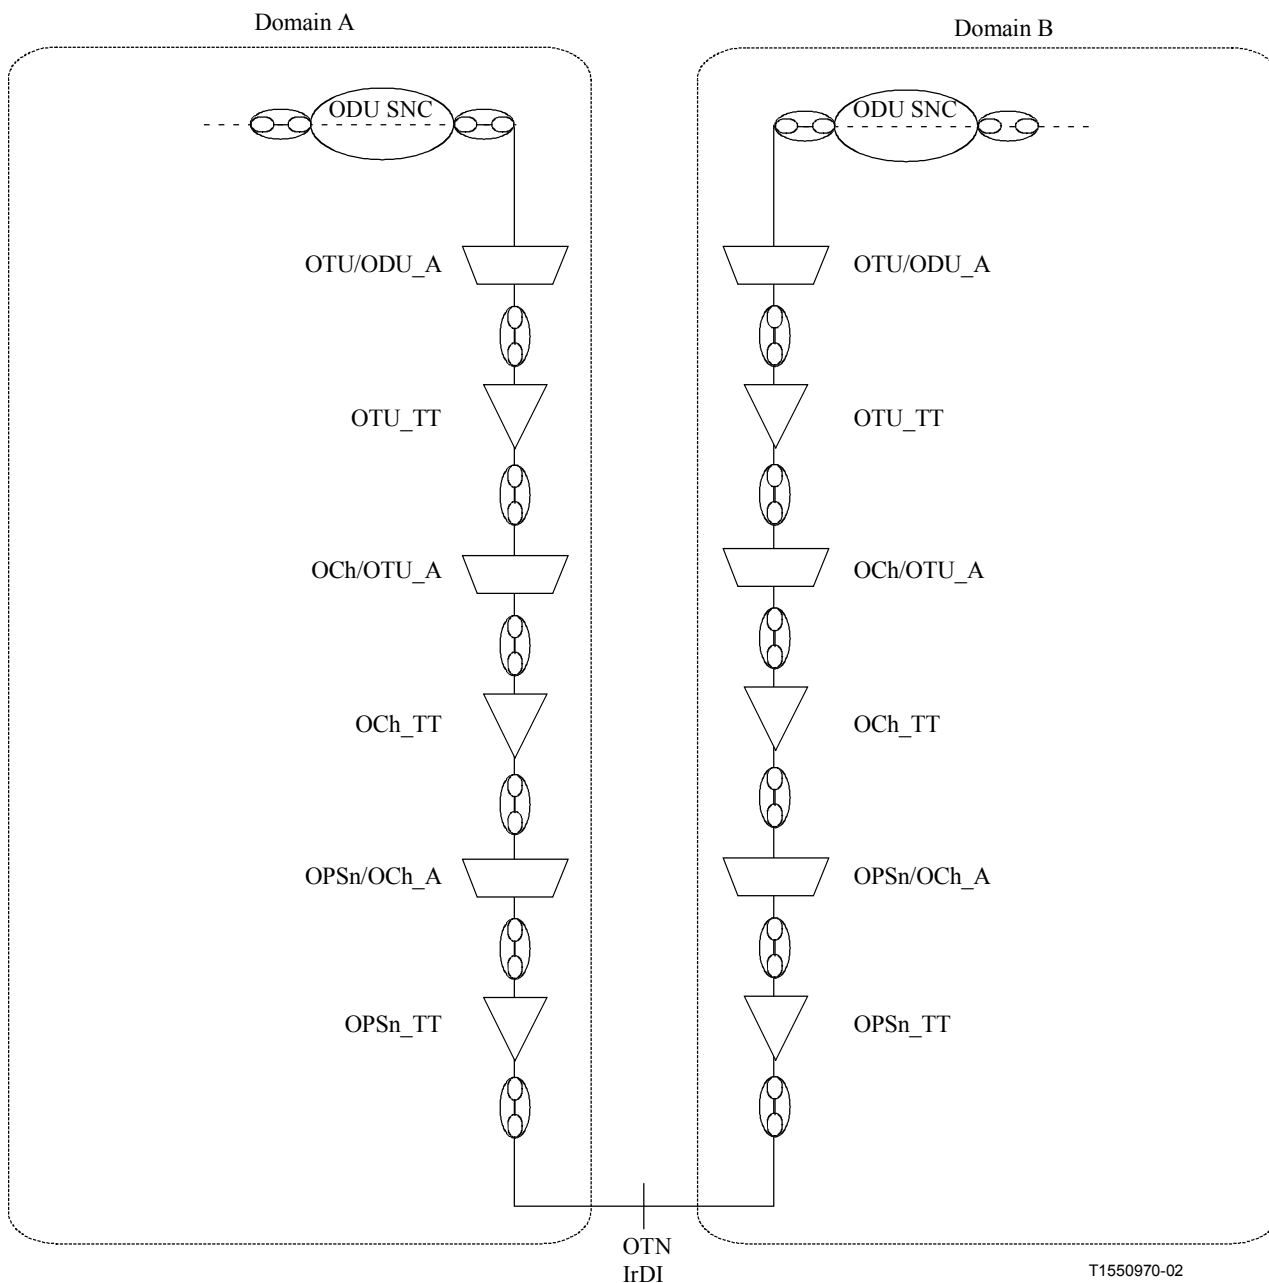 Domain A
Domain B
ODU SNC
ODU SNC
OTU/ODU_A
OTU/ODU_A
OTU_TT
OTU_TT
OCh/OTU_A
OCh/OTU_A
OCh_TT
OCh_TT
OPSn/OCh_A
OPSn/OCh_A
OPSn_TT
OPSn_TT
OTN
IrDI
T1550970-02